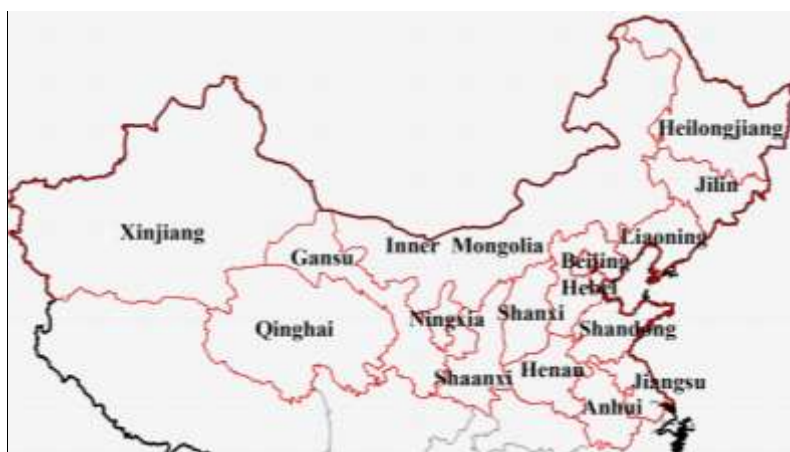 Heilongjiang
Jilin
Xinjiang
Gansu
Inner Mongolia
Liaoning
Beijing
Hebei
Qinghai
Ningxia
Shanxi
Shandong
Shaanxi
Henan
Jiangsu
Anhui